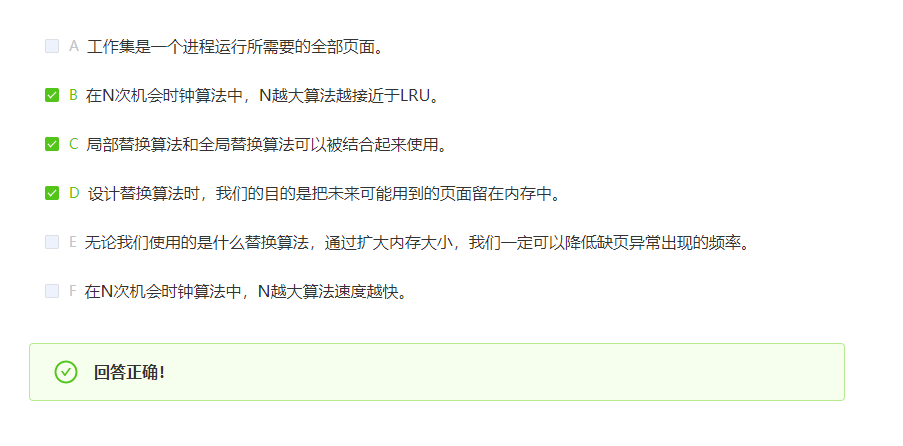 A 工作集是一个进程运行所需要的全部页面。
B 在N次机会时钟算法中，N越大算法越接近于LRU。
C 局部替换算法和全局替换算法可以被结合起来使用。
D 设计替换算法时，我们的目的是把未来可能用到的页面留在内存中。
E 无论我们使用的是什么替换算法，通过扩大内存大小，我们一定可以降低缺页异常出现的频率。
F 在N次机会时钟算法中，N越大算法速度越快。
回答正确!